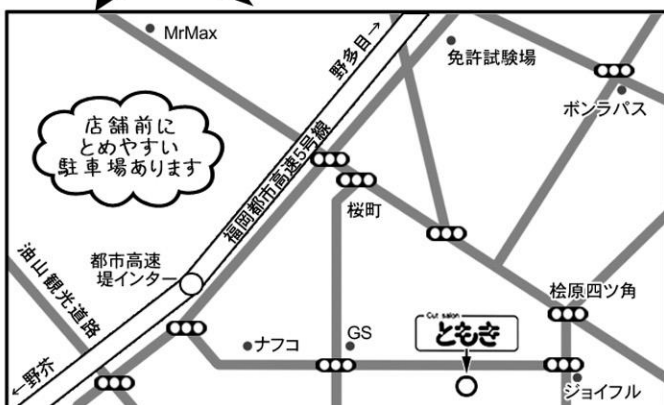 MrMax
野多目→
免許試験場
ボンラパス
店舗前に
とめやすい
駐車場あります
福岡都市高速5号線
桜町
都市高速
堤インター
油山観光道路
桧原四ツ角
Cut salon
ともき
ナフコ
GS
←野芥
ジョイフル